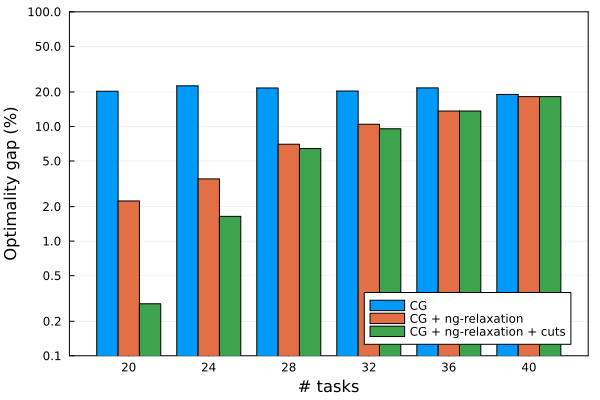 100.0
50.0
20.0
10.0
5.0
2.0
1.0
0.5
0.2
0.1
Optimality gap (%)
CG
CG + ng-relaxation
CG + ng-relaxation + cuts
20 24 28 32 36 40
# tasks